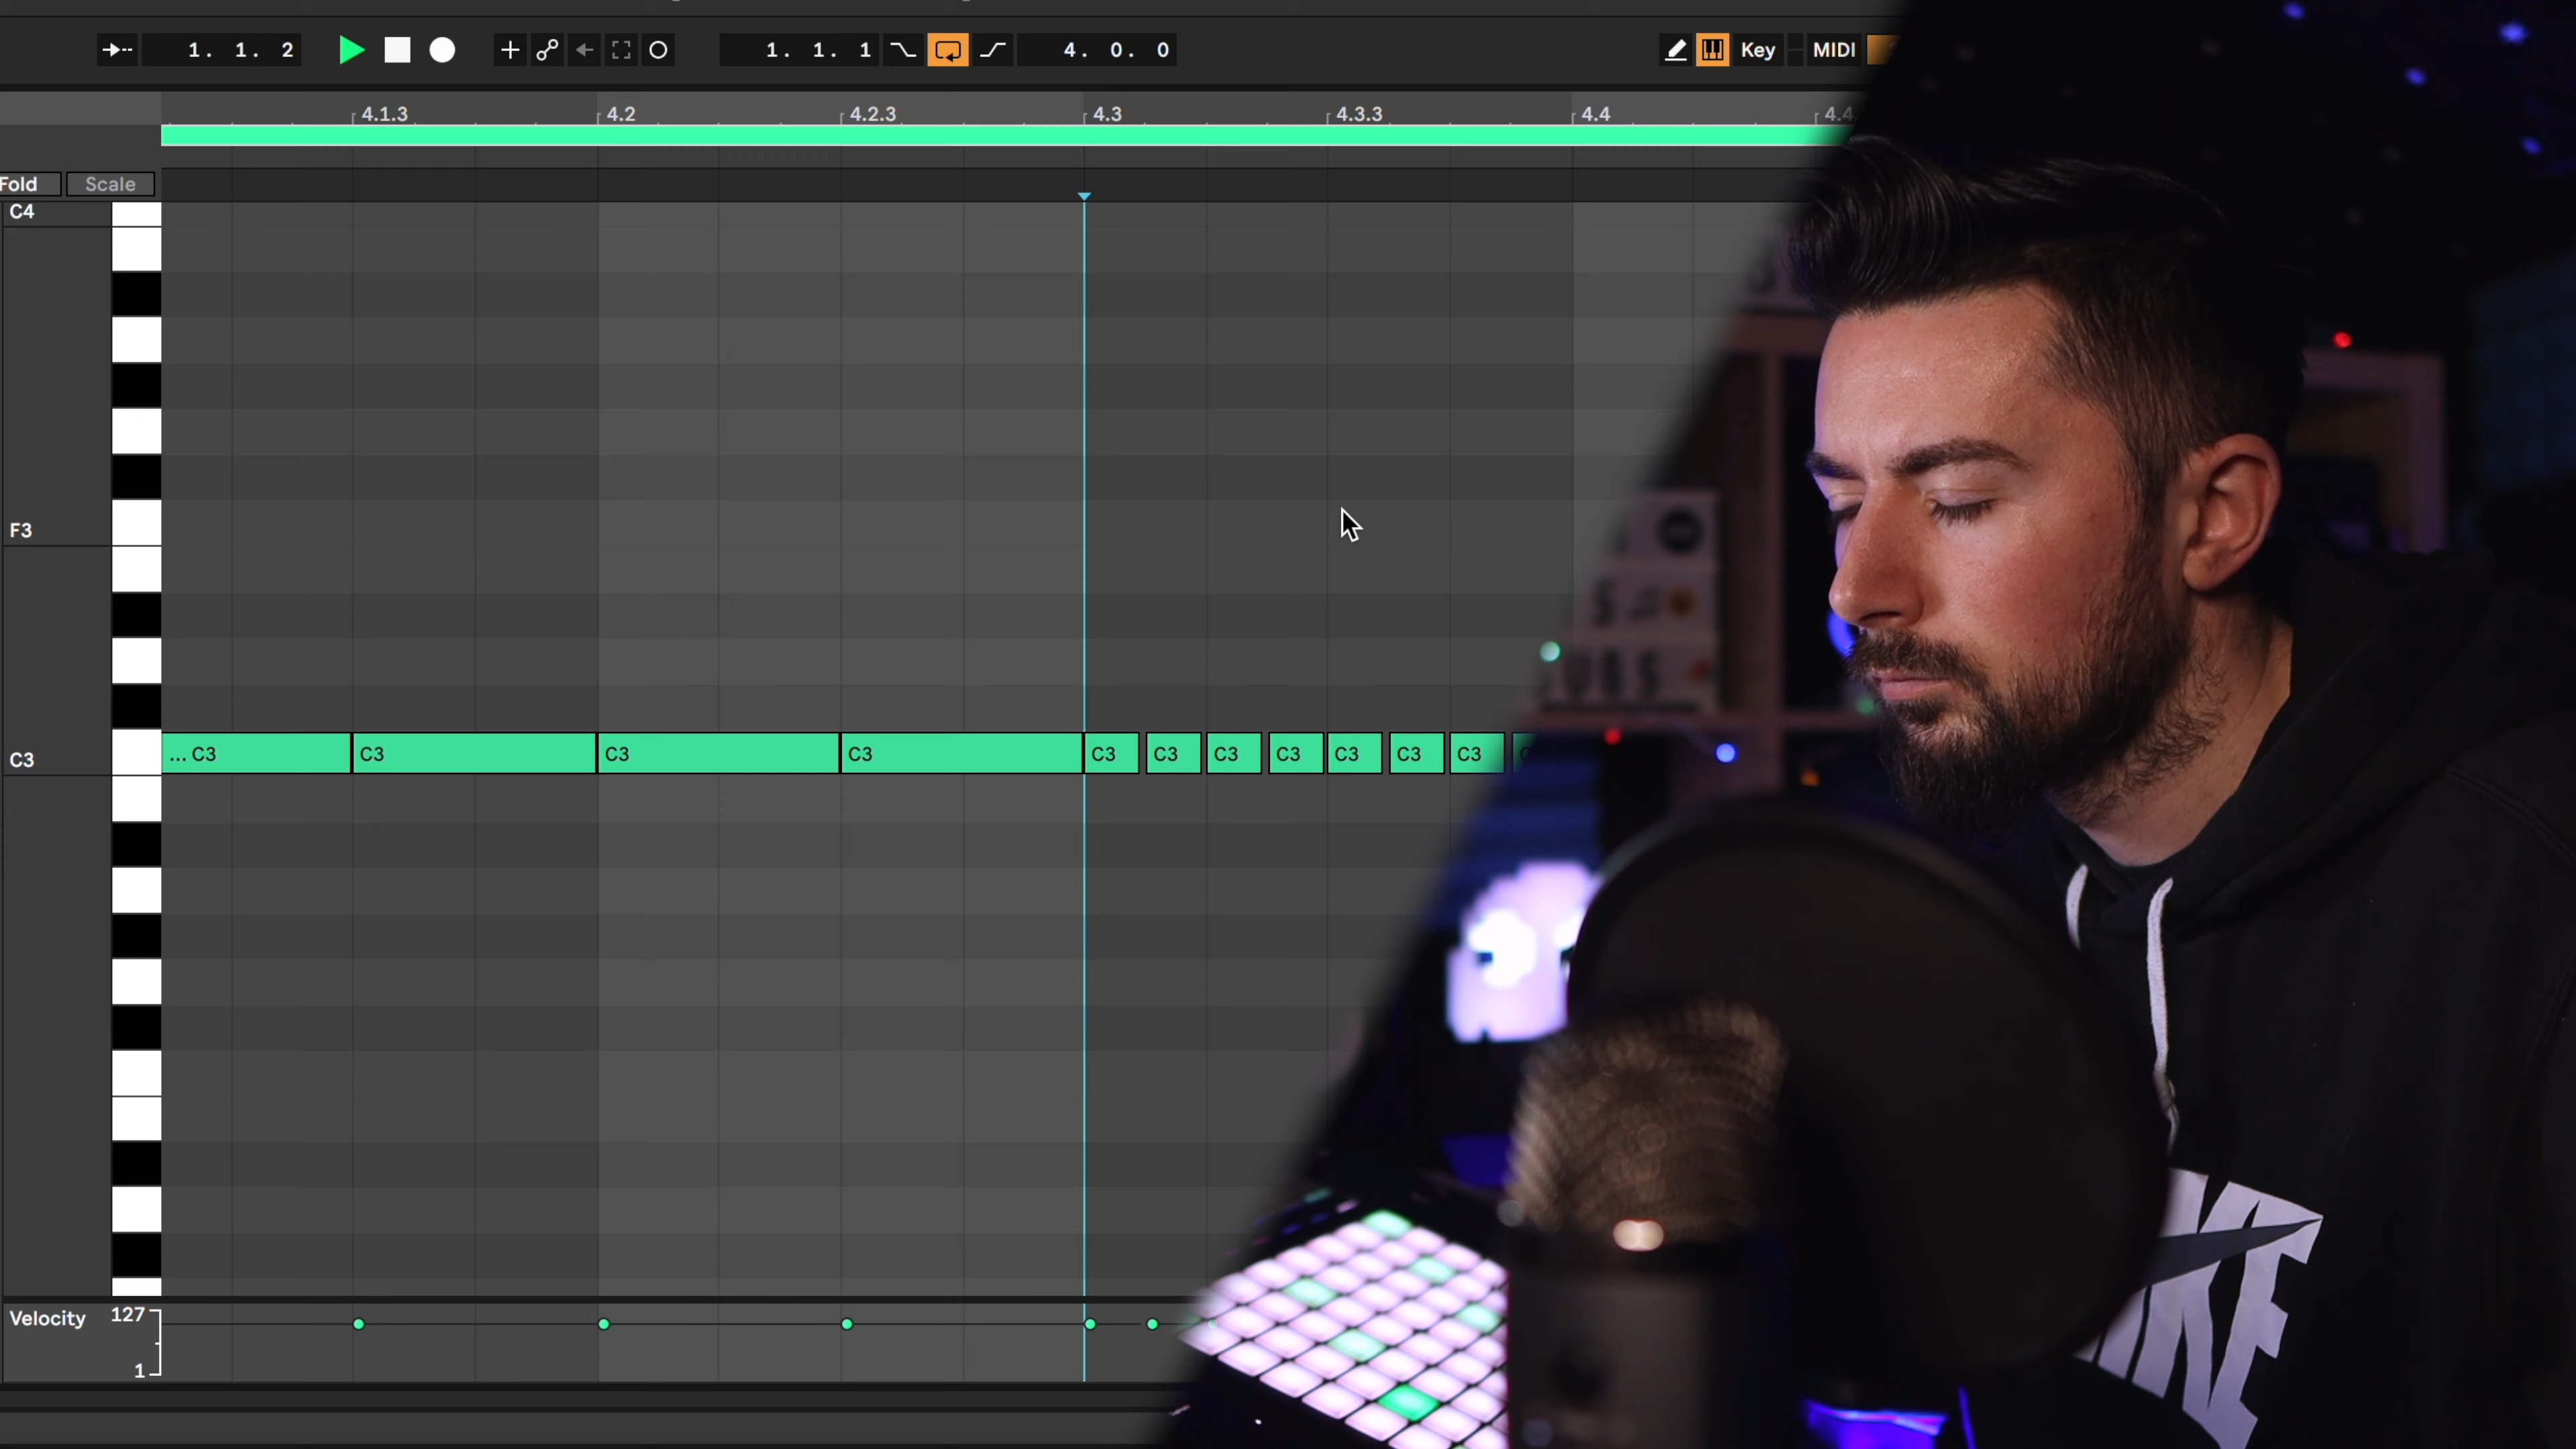 1. 1. 2
1. 1. 1
4. 0. 0
Key
MIDI
4.1.3
4.2
4.2.3
4.3
4.3.3
4.4
4.4
Fold
Scale
C4
F3
C3
... C3
C3
C3
C3
C3
C3
C3
C3
C3
C3
C3
Velocity
127
1